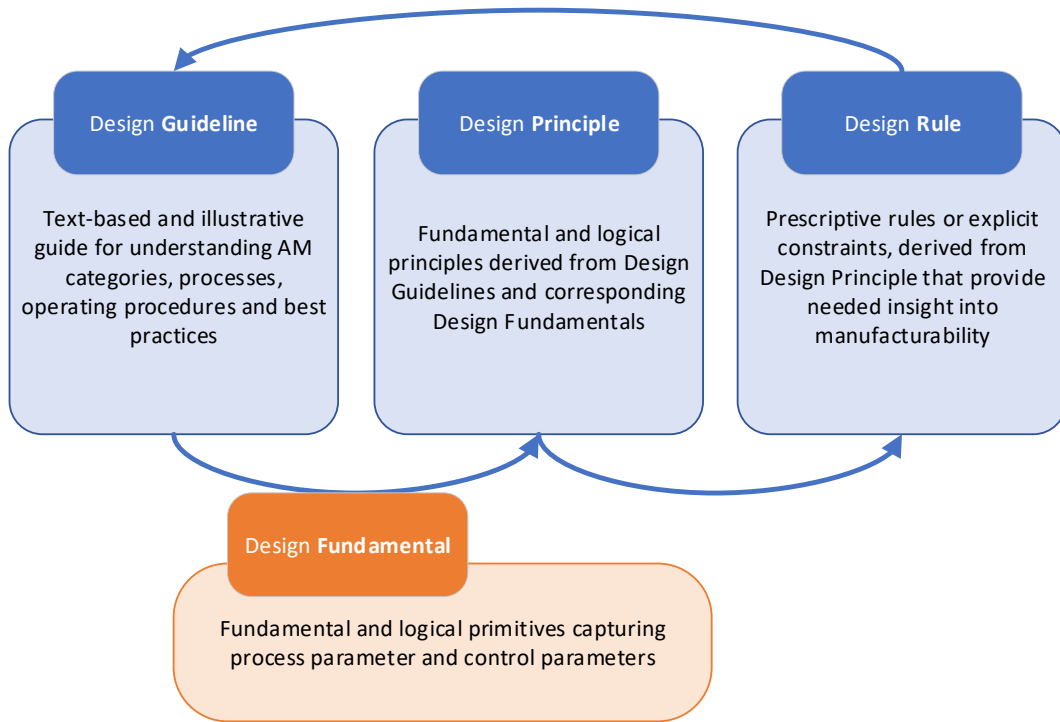 Design Guideline
Text-based and illustrative
guide for understanding AM
categories, processes,
operating procedures and best
practices
Design Principle
Fundamental and logical
principles derived from Design
Guidelines and corresponding
Design Fundamentals
Design Rule
Prescriptive rules or explicit
constraints, derived from
Design Principle that provide
needed insight into
manufacturability
Design Fundamental
Fundamental and logical primitives capturing
process parameter and control parameters